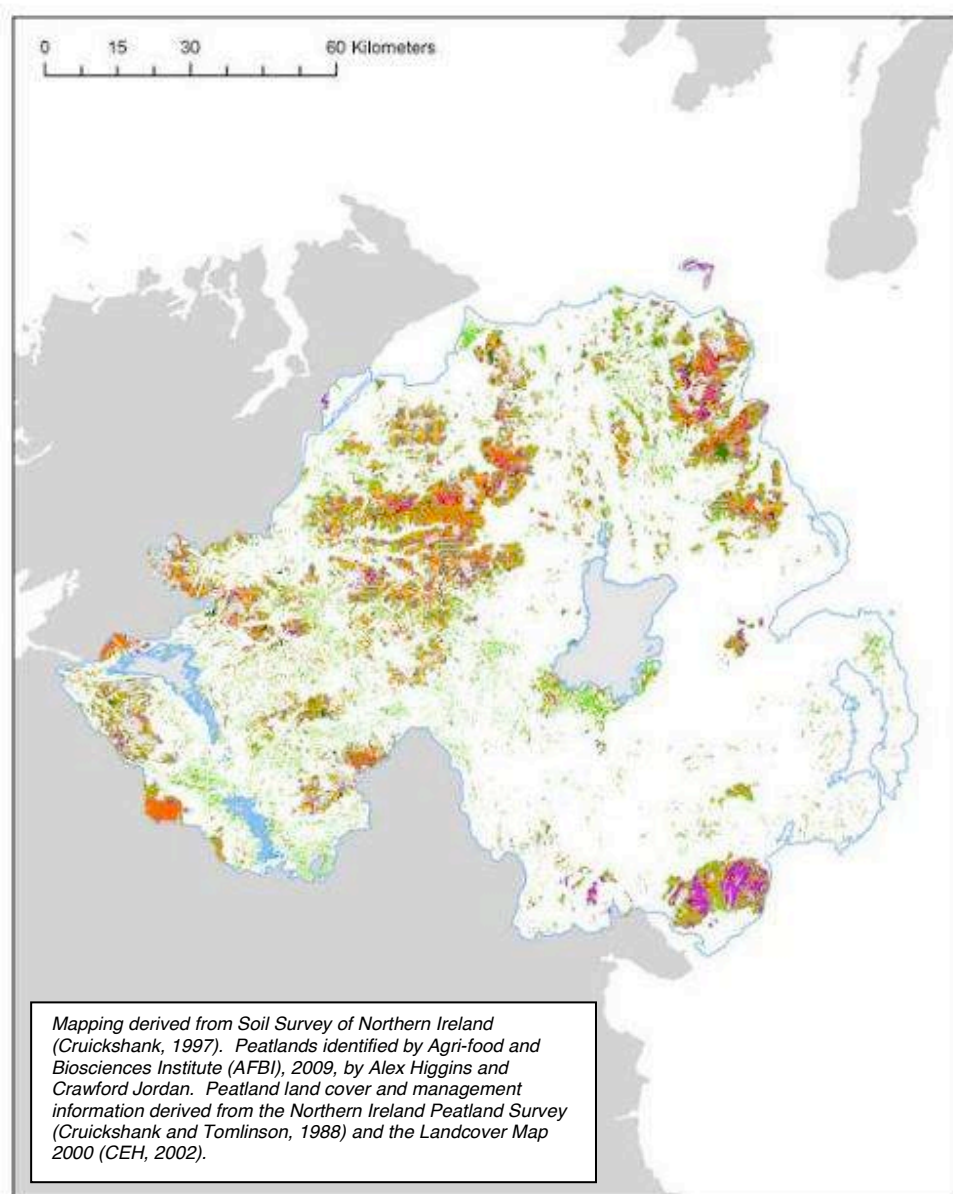 0 15 30 60 Kilometers
Mapping derived from Soil Survey of Northern Ireland
(Cruickshank, 1997). Peatlands identified by Agri-food and
Biosciences Institute (AFBI), 2009, by Alex Higgins and
Crawford Jordan. Peatland land cover and management
information derived from the Northern Ireland Peatland Survey
(Cruickshank and Tomlinson, 1988) and the Landcover Map
2000 (CEH, 2002).